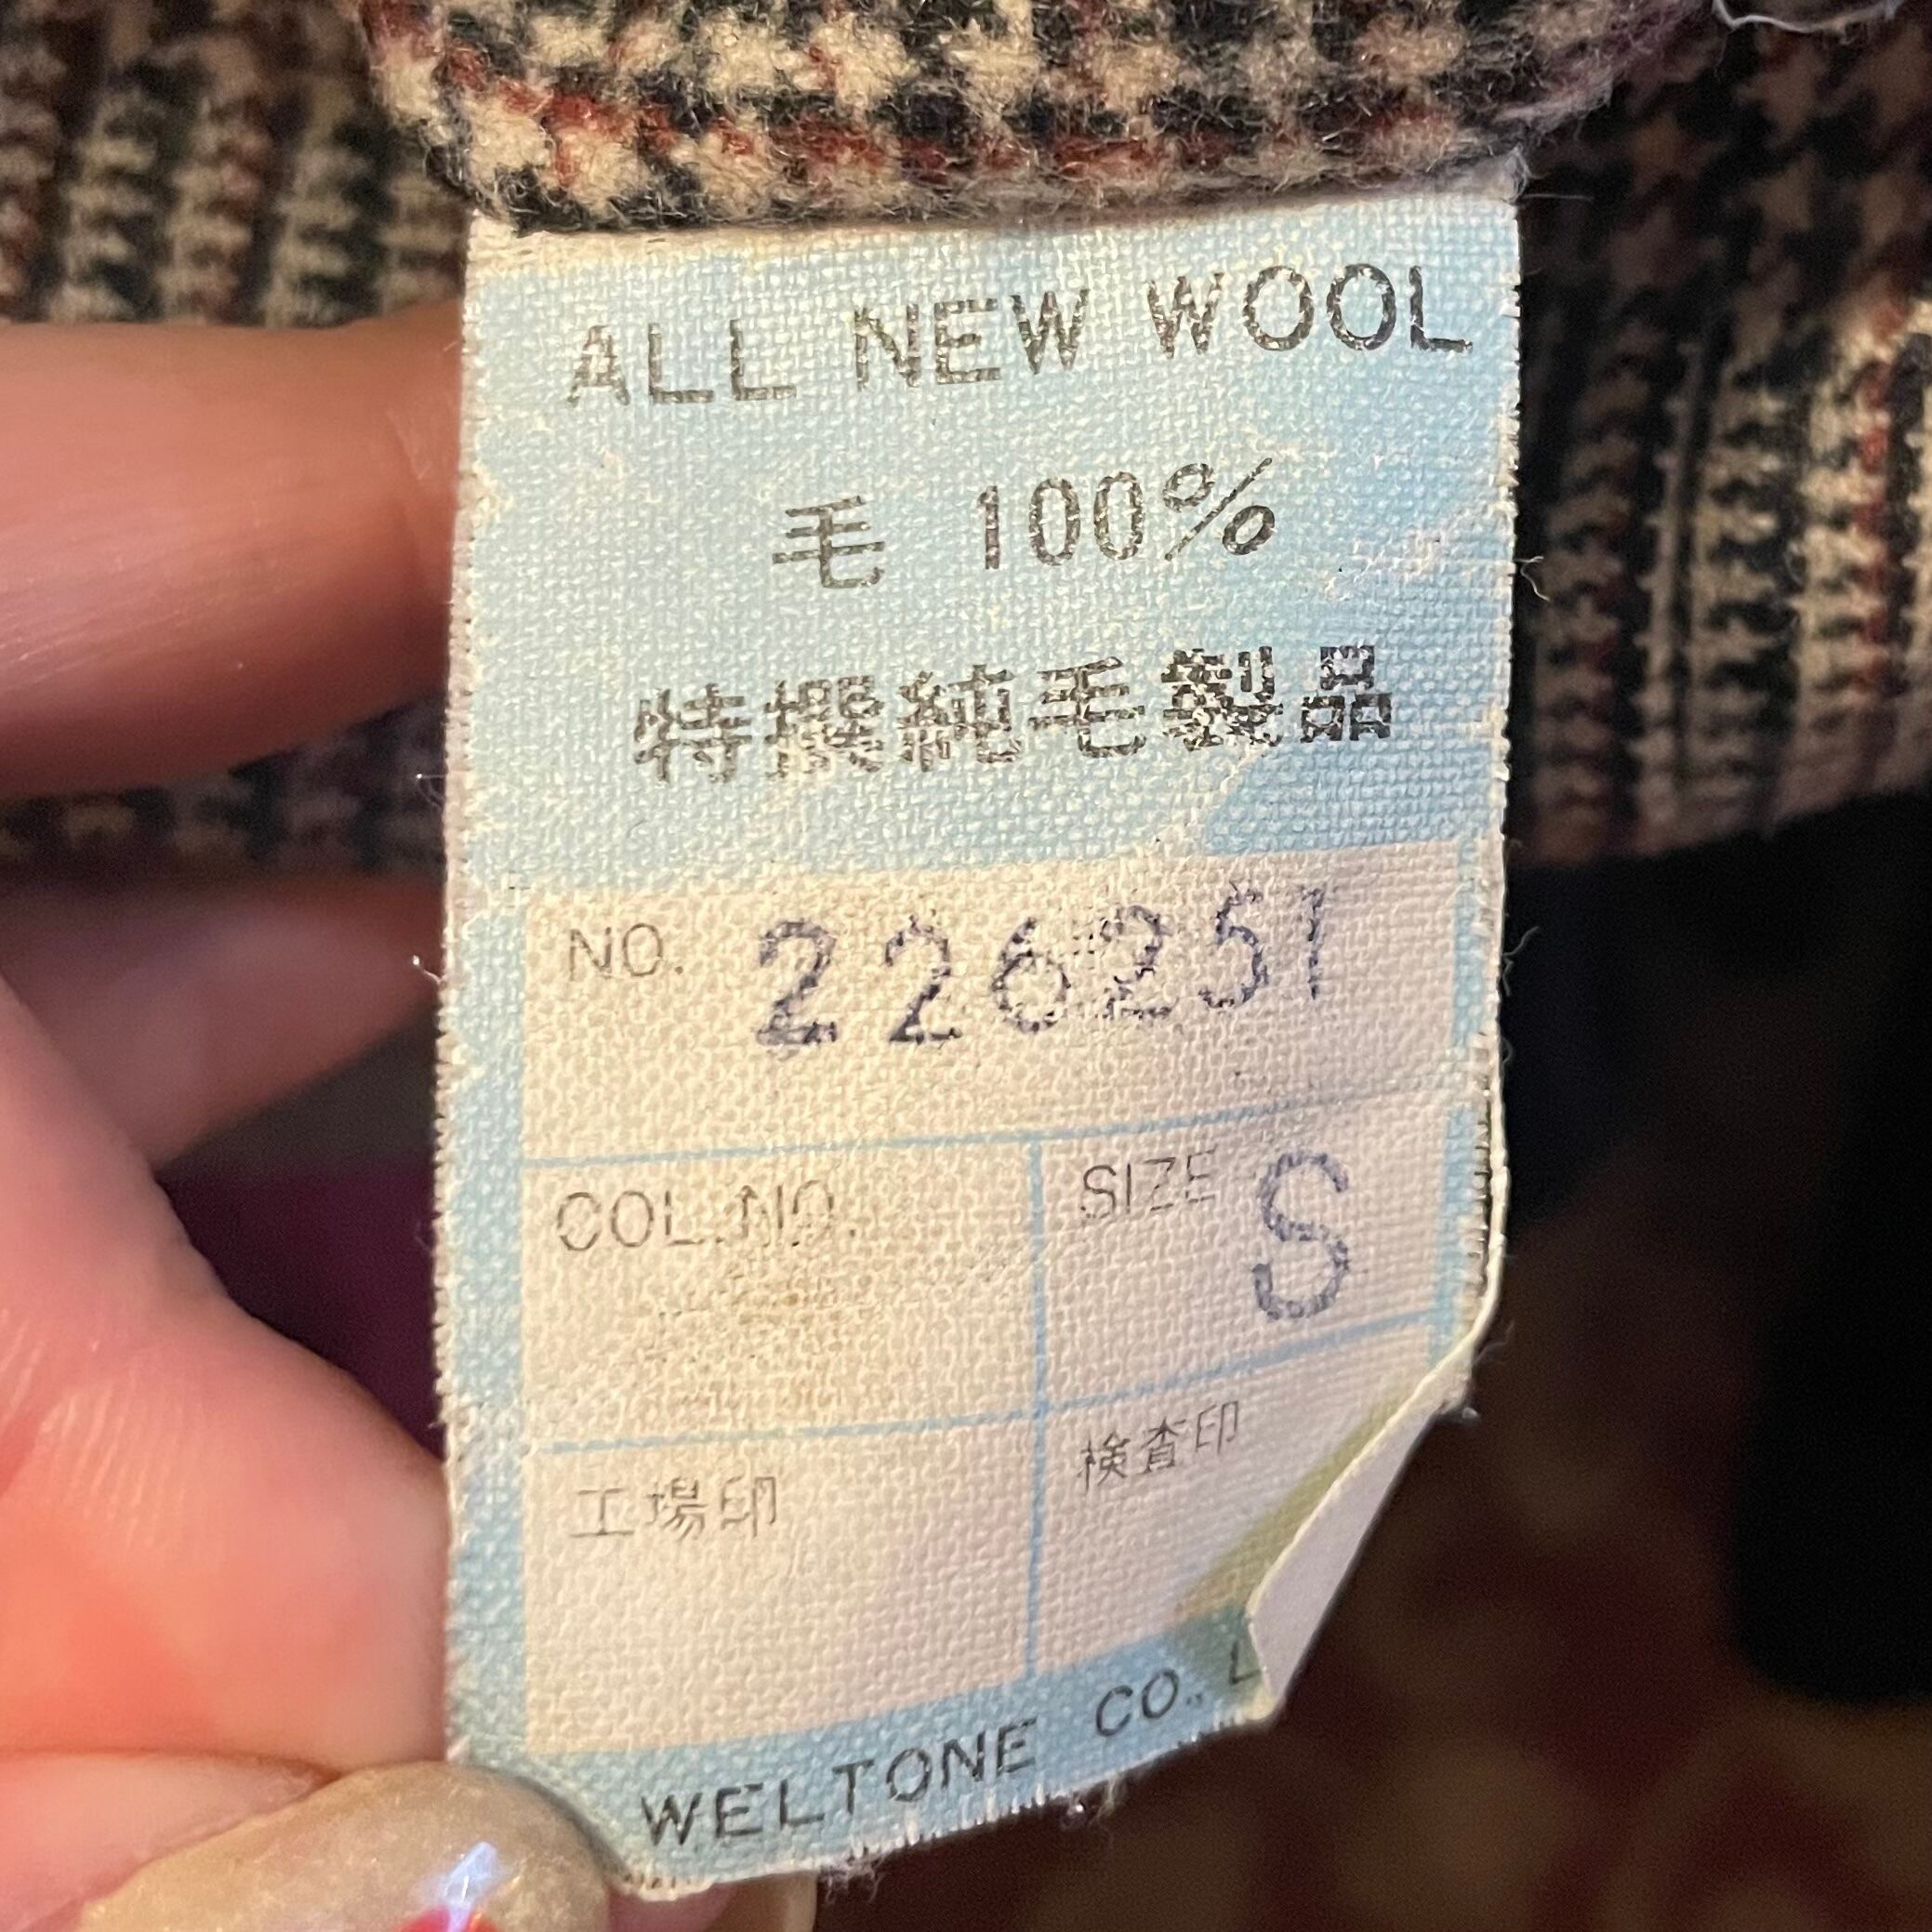 ALL NEW WOOL
毛 100%
特撰純毛製品
NO. 226251
COL.NO.
SIZE S
工場印
検査印
WELTONE CO., L